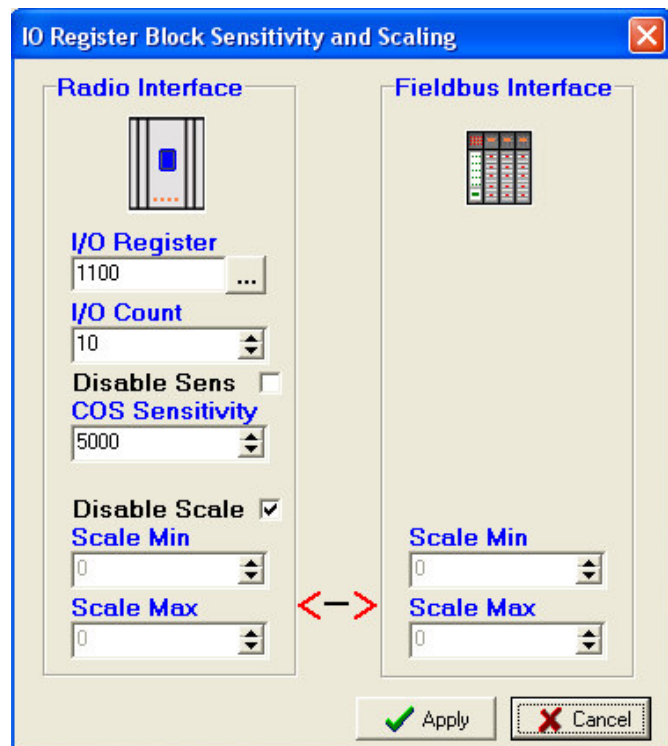 IO Register Block Sensitivity and Scaling
Radio Interface
I/O Register
1100
...
I/O Count
10
Disable Sens
COS Sensitivity
5000
Disable Scale
Scale Min
0
Scale Max
0
<->
Fieldbus Interface
Scale Min
0
Scale Max
0
Apply
Cancel